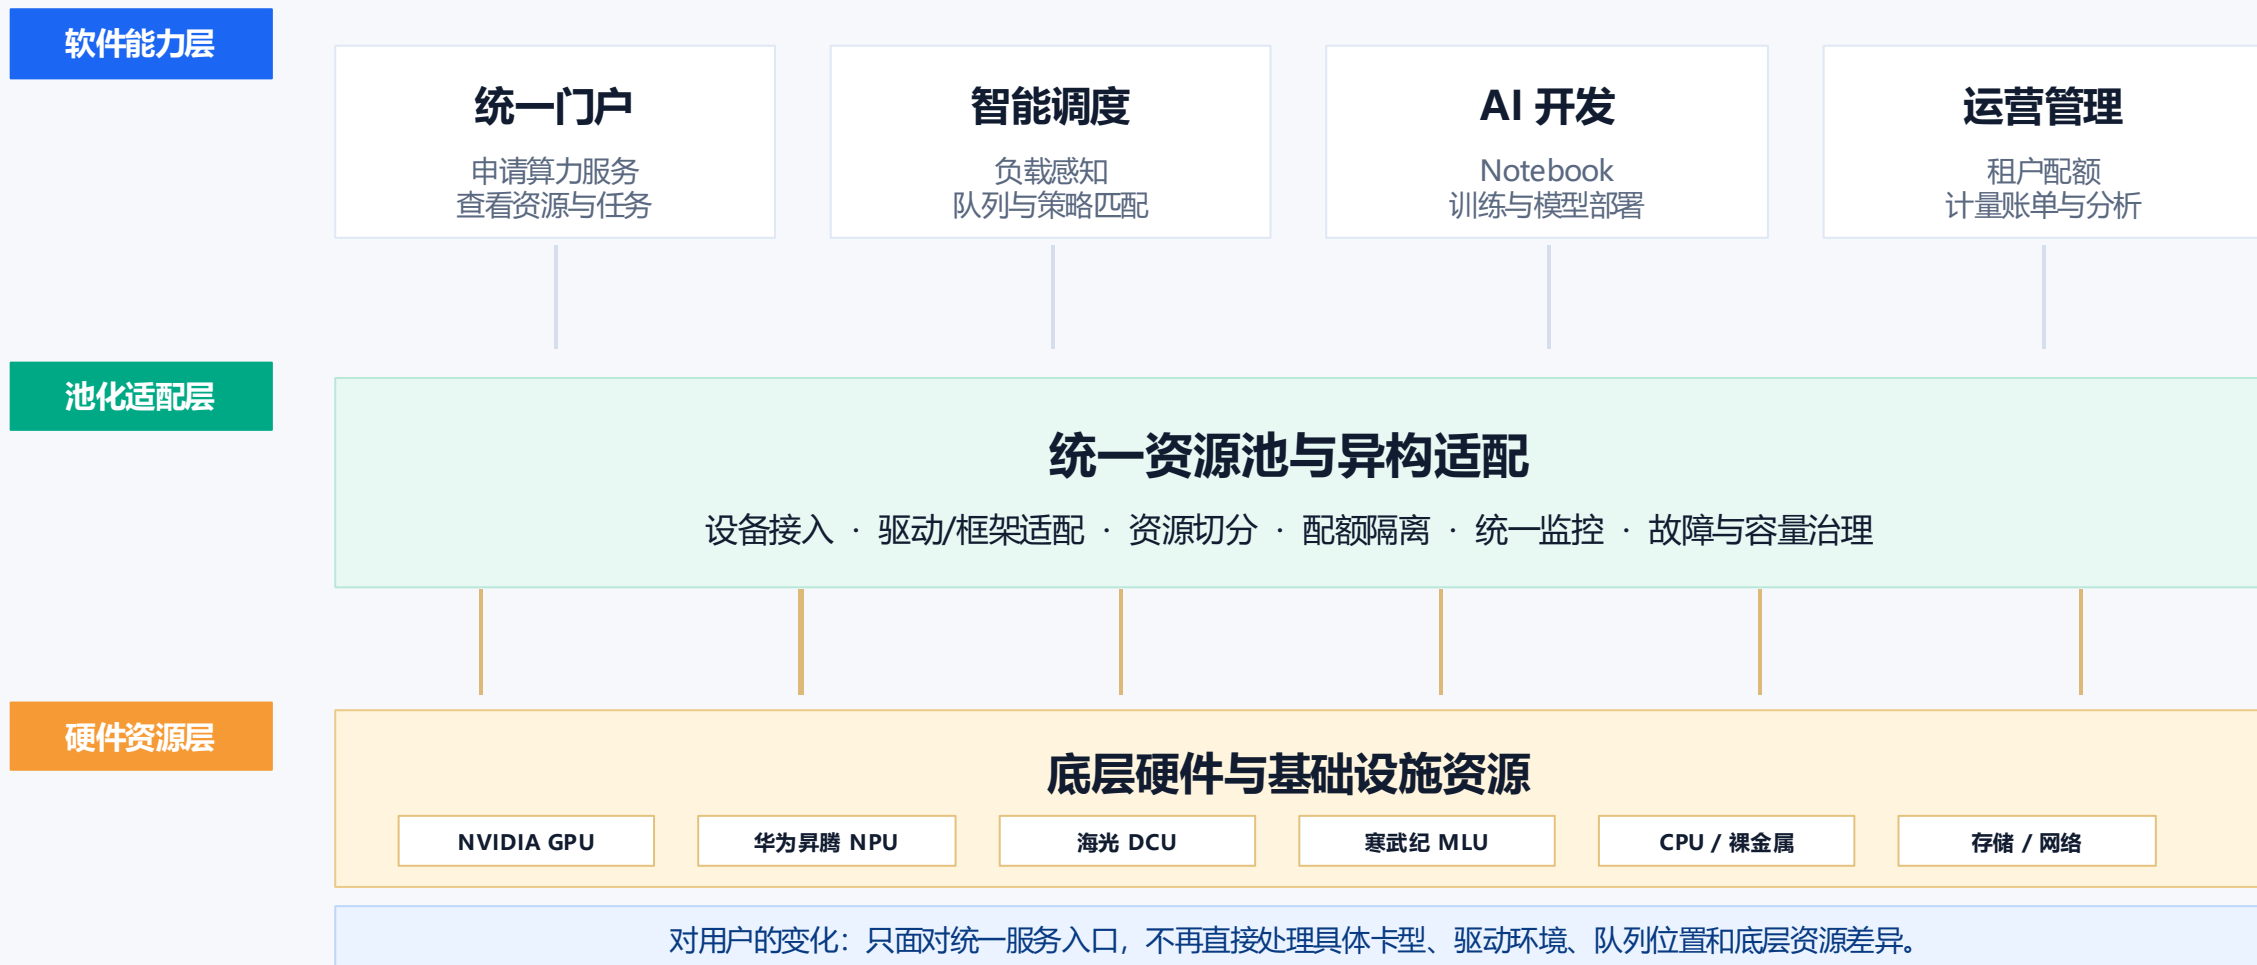 软件能力层
统一门户
申请算力服务
查看资源与任务
智能调度
负载感知
队列与策略匹配
AI 开发
Notebook
训练与模型部署
运营管理
租户配额
计量账单与分析
池化适配层
统一资源池与异构适配
设备接入 · 驱动/框架适配 · 资源切分 · 配额隔离 · 统一监控 · 故障与容量治理
硬件资源层
底层硬件与基础设施资源
NVIDIA GPU
华为昇腾 NPU
海光 DCU
寒武纪 MLU
CPU / 裸金属
存储 / 网络
对用户的变化：只面对统一服务入口，不再直接处理具体卡型、驱动环境、队列位置和底层资源差异。